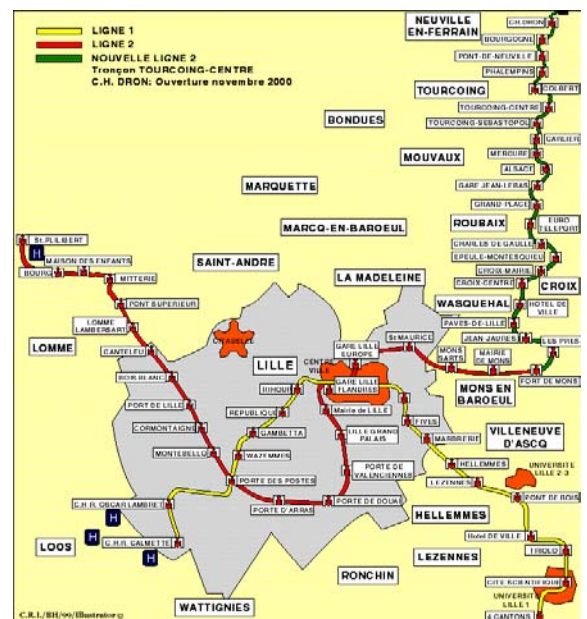 LIGNE 1
LIGNE 2
NOUVELLE LIGNE 2
Tronçon TOURCOING-CENTRE
C.H. DRON: Ouverture novembre 2000
NEUVILLE
EN-FERRAIN
C.H. DRON
BOURGOGNE
PONT-DE-NEUVILLE
PHALEMPINS
COLBERT
TOURCOING
TOURCOING-CENTRE
TOURCOING-SEBASTOPOL
CARLIER
BONDUES
MOUVAUX
MERCURE
ALSACE
GARE JEAN-LEBAS
MARQUETTE
GRAND-PLACE
ROUBAIX
EURO
TELEPORT
MARCQ-EN-BAROEUL
CHARLES DE GAULLE
EPEULE-MONTESQUIEU
St.PLILIBERT
H
MAISON DES ENFANTS
BOURG
MITTERIE
SAINT-ANDRE
LA MADELEINE
CROIX-MAIRIE
CROIX-CENTRE
CROIX
WASQUEHAL
HOTEL DE
VILLE
PONT SUPERIEUR
LOMME
LAMBERSART
PAVES-DE-LILLE
JEAN-JAURES
LES PRES
LOMME
CANTELEU
CITADELLE
GARE LILLE
EUROPE
St MAURICE
MONS
SARTS
MAIRIE
DE MONS
FORT DE MONS
LILLE
CENTRE
VILLE
BOIS BLANC
RIHOUR
GARE LILLE
FLANDRES
MONS EN
BAROEUL
PORT DE LILLE
REPUBLIQUE
Mairie de LILLE
FIVES
CORMONTAIGNE
GAMBETTA
LILLE GRAND
PALAIS
MARBRERIE
VILLENEUVE
D'ASCQ
MONTEBELLO
WAZEMMES
HELLEMMES
PORTE DES POSTES
PORTE DE
VALENCIENNES
LEZENNES
UNIVERSITE
LILLE 2-3
PONT DE BOIS
C.H.R. OSCAR LAMBRET
PORTE D'ARRAS
PORTE DE DOUAI
HELLEMMES
H
Hotel DE VILLE
LOOS
H
C.H.R. CALMETTE
LEZENNES
TRIOLO
RONCHIN
CITE SCIENTIFIQUE
UNIVERSITE
LILLE 1
WATTIGNIES
4 CANTONS
C.R.I./BH/99/Illustrator ©